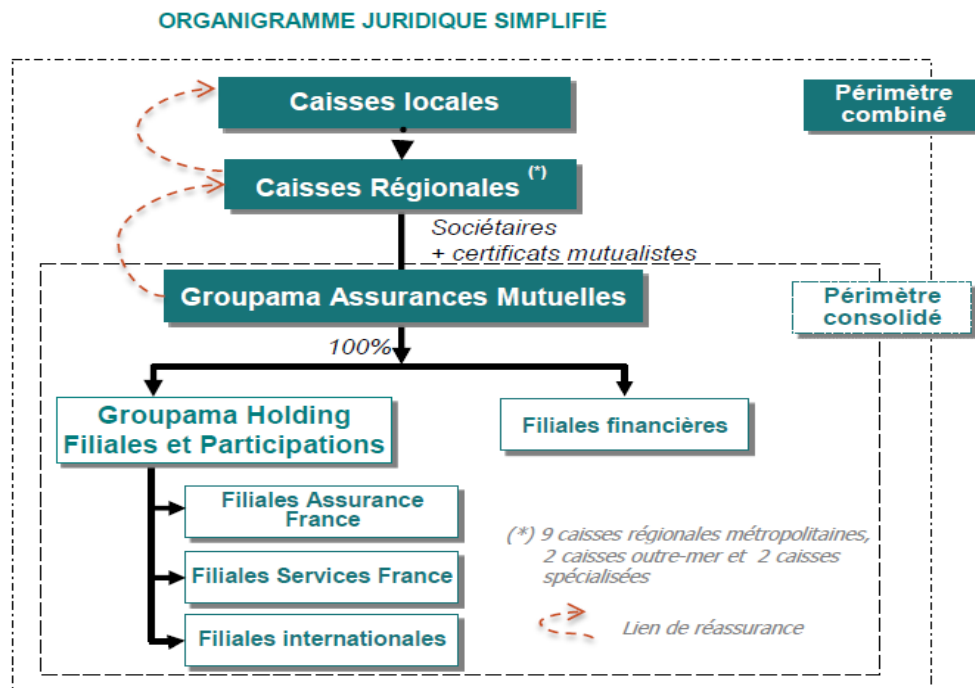 ORGANIGRAMME JURIDIQUE SIMPLIFIÉ
Caisses locales
Périmètre
combiné
Caisses Régionales (*)
Sociétaires
+ certificats mutualistes
Groupama Assurances Mutuelles
Périmètre
consolidé
100%
Groupama Holding
Filiales et Participations
Filiales financières
Filiales Assurance
France
(*) 9 caisses régionales métropolitaines,
2 caisses outre-mer et 2 caisses
spécialisées
Filiales Services France
Filiales internationales
Lien de réassurance